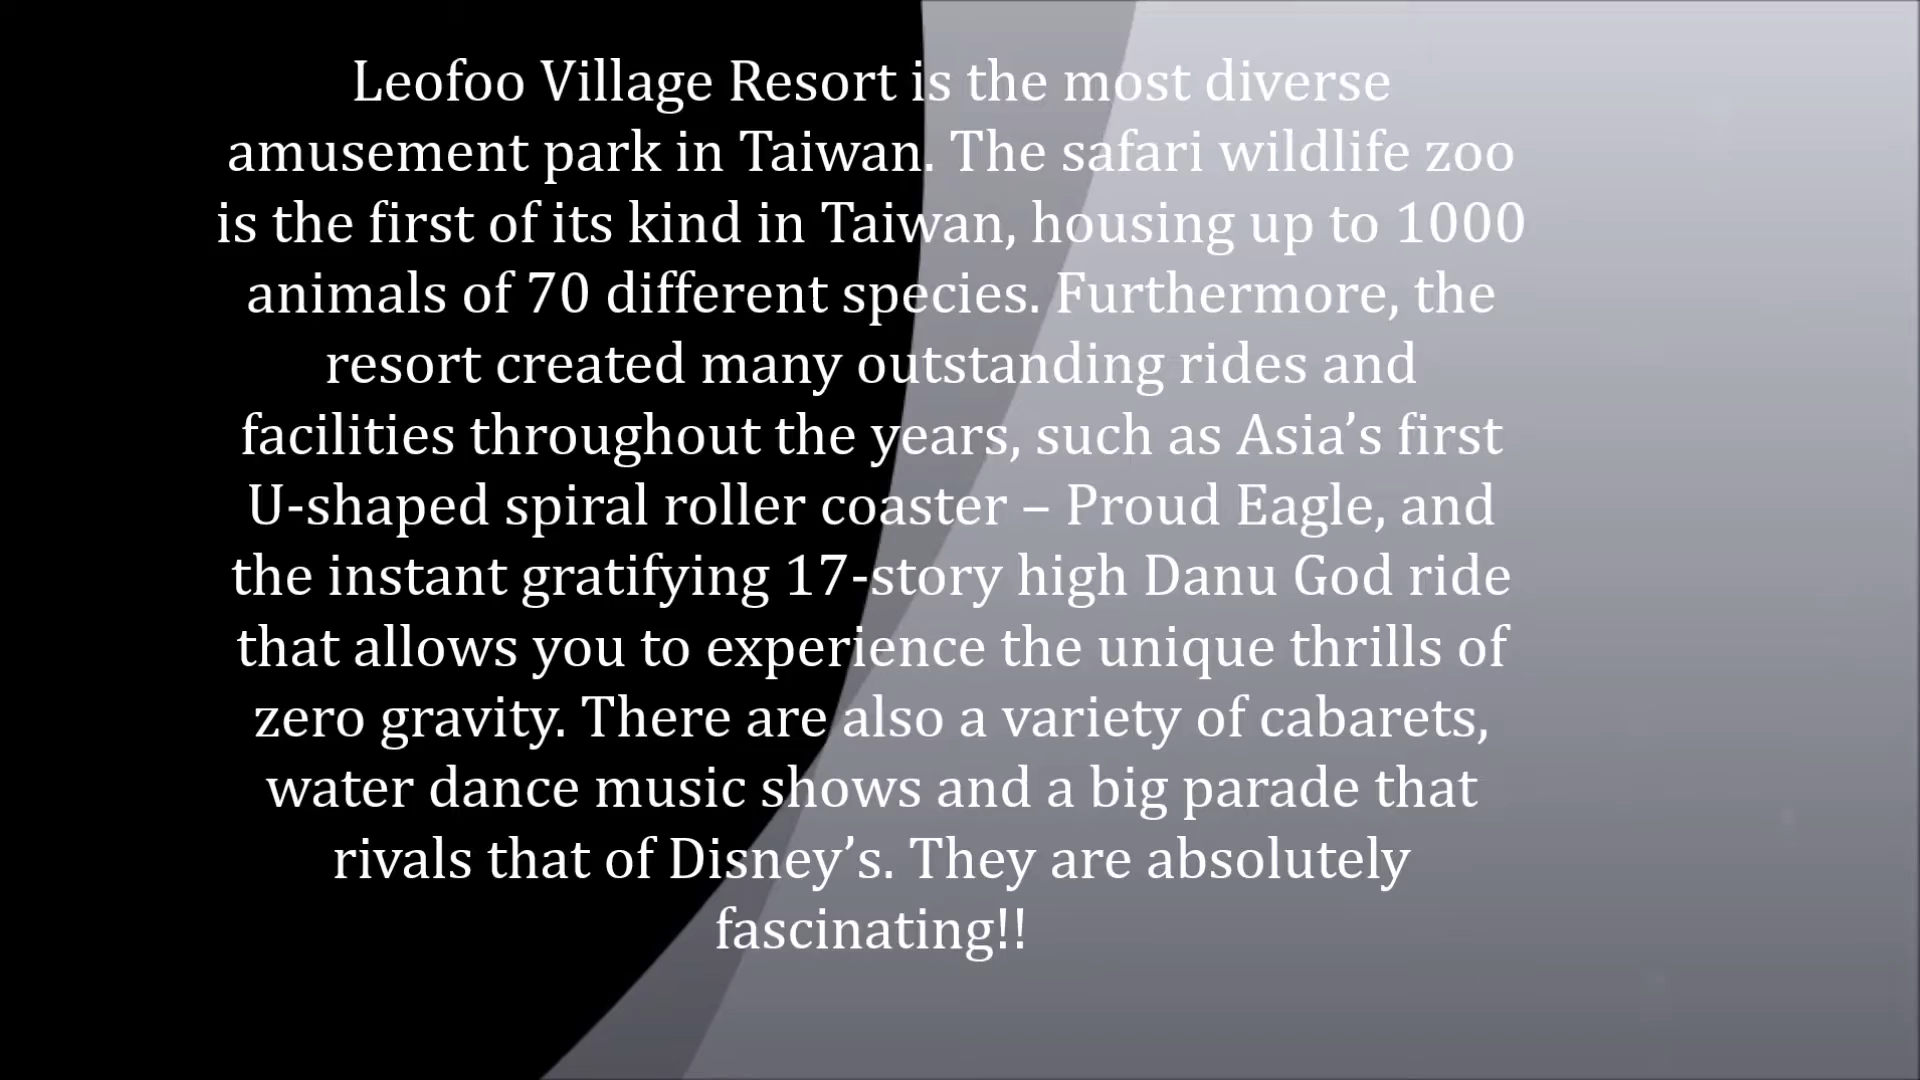 Leofoo Village Resort is the most diverse
amusement park in Taiwan. The safari wildlife zoo
is the first of its kind in Taiwan, housing up to 1000
animals of 70 different species. Furthermore, the
resort created many outstanding rides and
facilities throughout the years, such as Asia’s first
U-shaped spiral roller coaster – Proud Eagle, and
the instant gratifying 17-story high Danu God ride
that allows you to experience the unique thrills of
zero gravity. There are also a variety of cabarets,
water dance music shows and a big parade that
rivals that of Disney’s. They are absolutely
fascinating!!